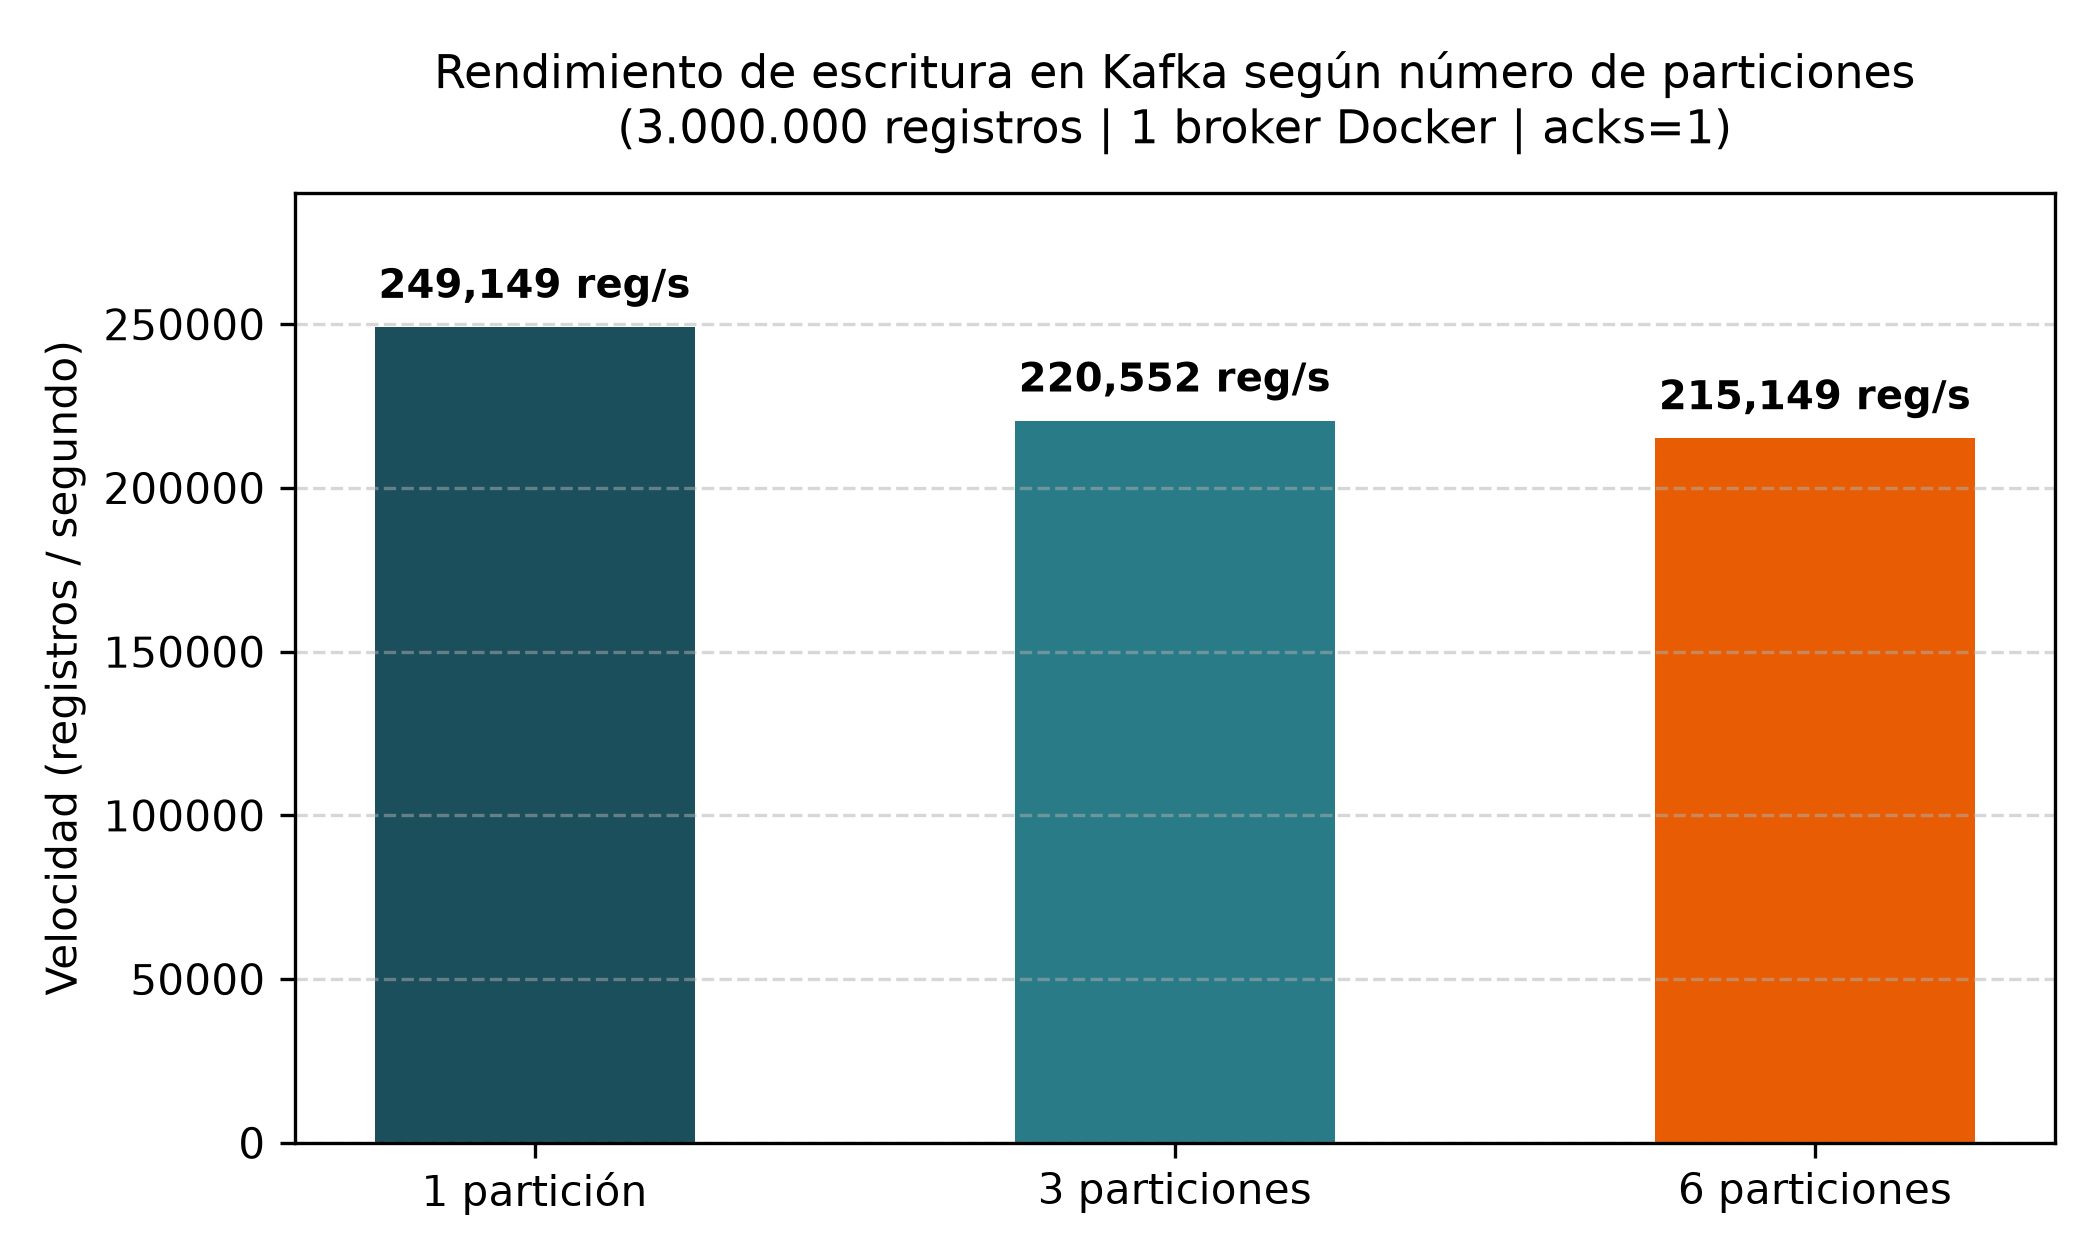 Rendimiento de escritura en Kafka según número de particiones
(3.000.000 registros | 1 broker Docker | acks=1)
Velocidad (registros / segundo)
250000
200000
150000
100000
50000
0
249,149 reg/s
220,552 reg/s
215,149 reg/s
1 partición
3 particiones
6 particiones